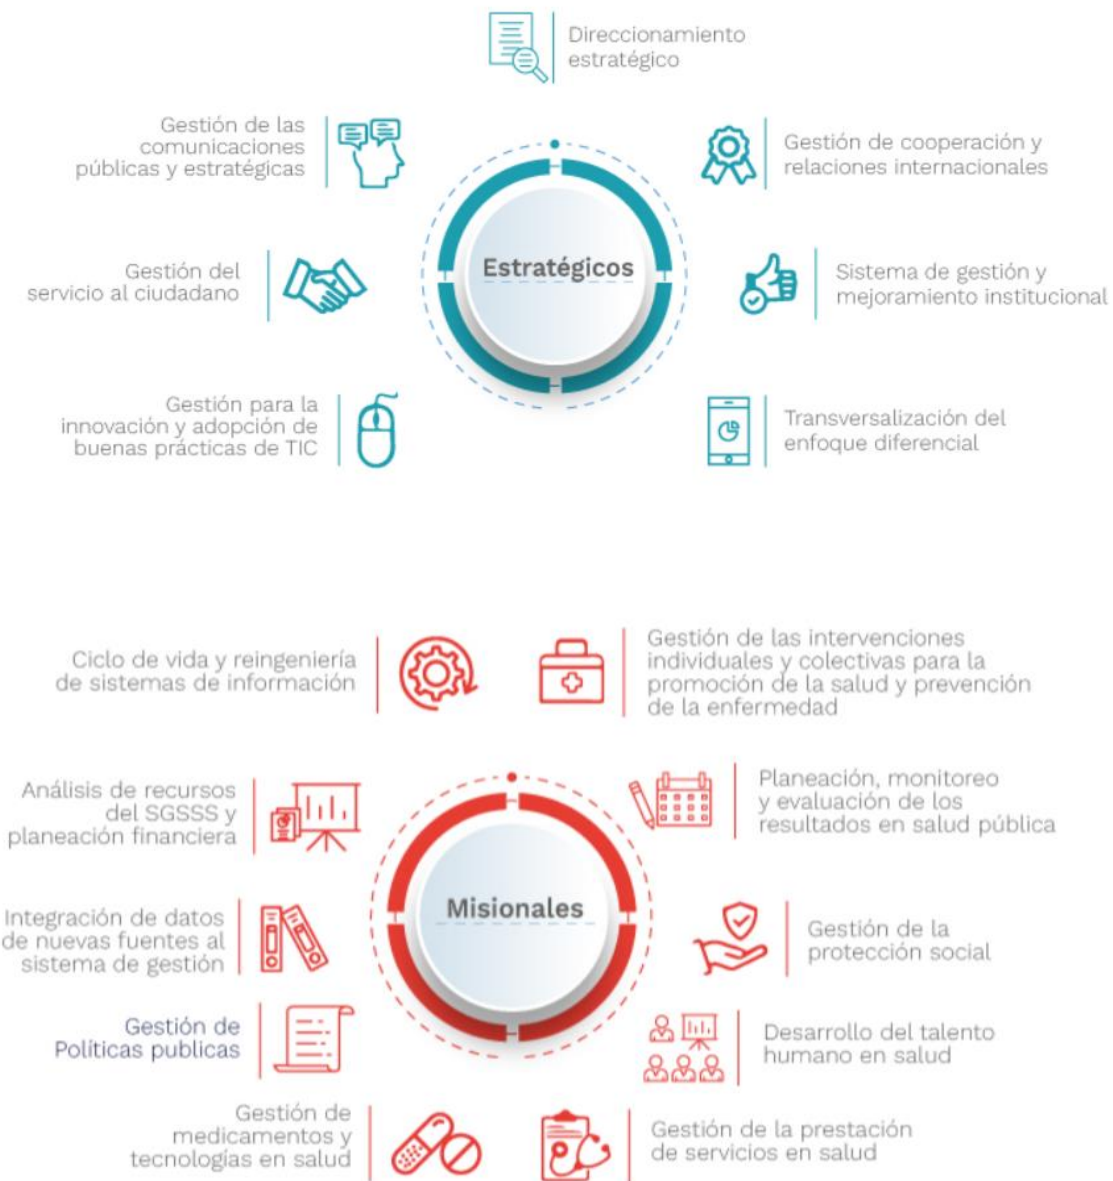 Direccionamiento
estratégico
Gestión de las
comunicaciones
públicas y estratégicas
Gestión de cooperación y
relaciones internacionales
Estratégicos
Gestión del
servicio al ciudadano
Sistema de gestión y
mejoramiento institucional
Gestión para la
innovación y adopción de
buenas prácticas de TIC
Transversalización del
enfoque diferencial
Ciclo de vida y reingeniería
de sistemas de información
Gestión de las intervenciones
individuales y colectivas para la
promoción de la salud y prevención
de la enfermedad
Análisis de recursos
del SGSSS y
planeación financiera
Planeación, monitoreo
y evaluación de los
resultados en salud pública
Misionales
Integración de datos
de nuevas fuentes al
sistema de gestión
Gestión de la
protección social
Gestión de
Políticas publicas
Desarrollo del talento
humano en salud
Gestión de
medicamentos y
tecnologías en salud
Gestión de la prestación
de servicios en salud